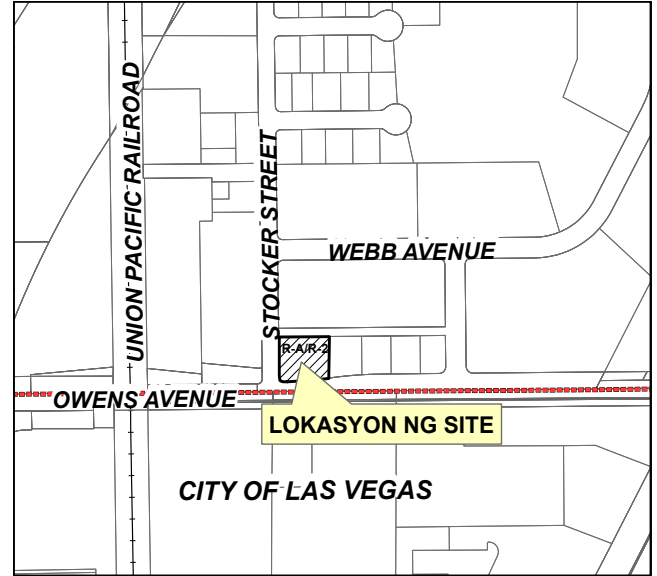 UNION PACIFIC RAILROAD
STOCKER STREET
WEBB AVENUE
R-A/R-2
OWENS AVENUE
LOKASYON NG SITE
CITY OF LAS VEGAS